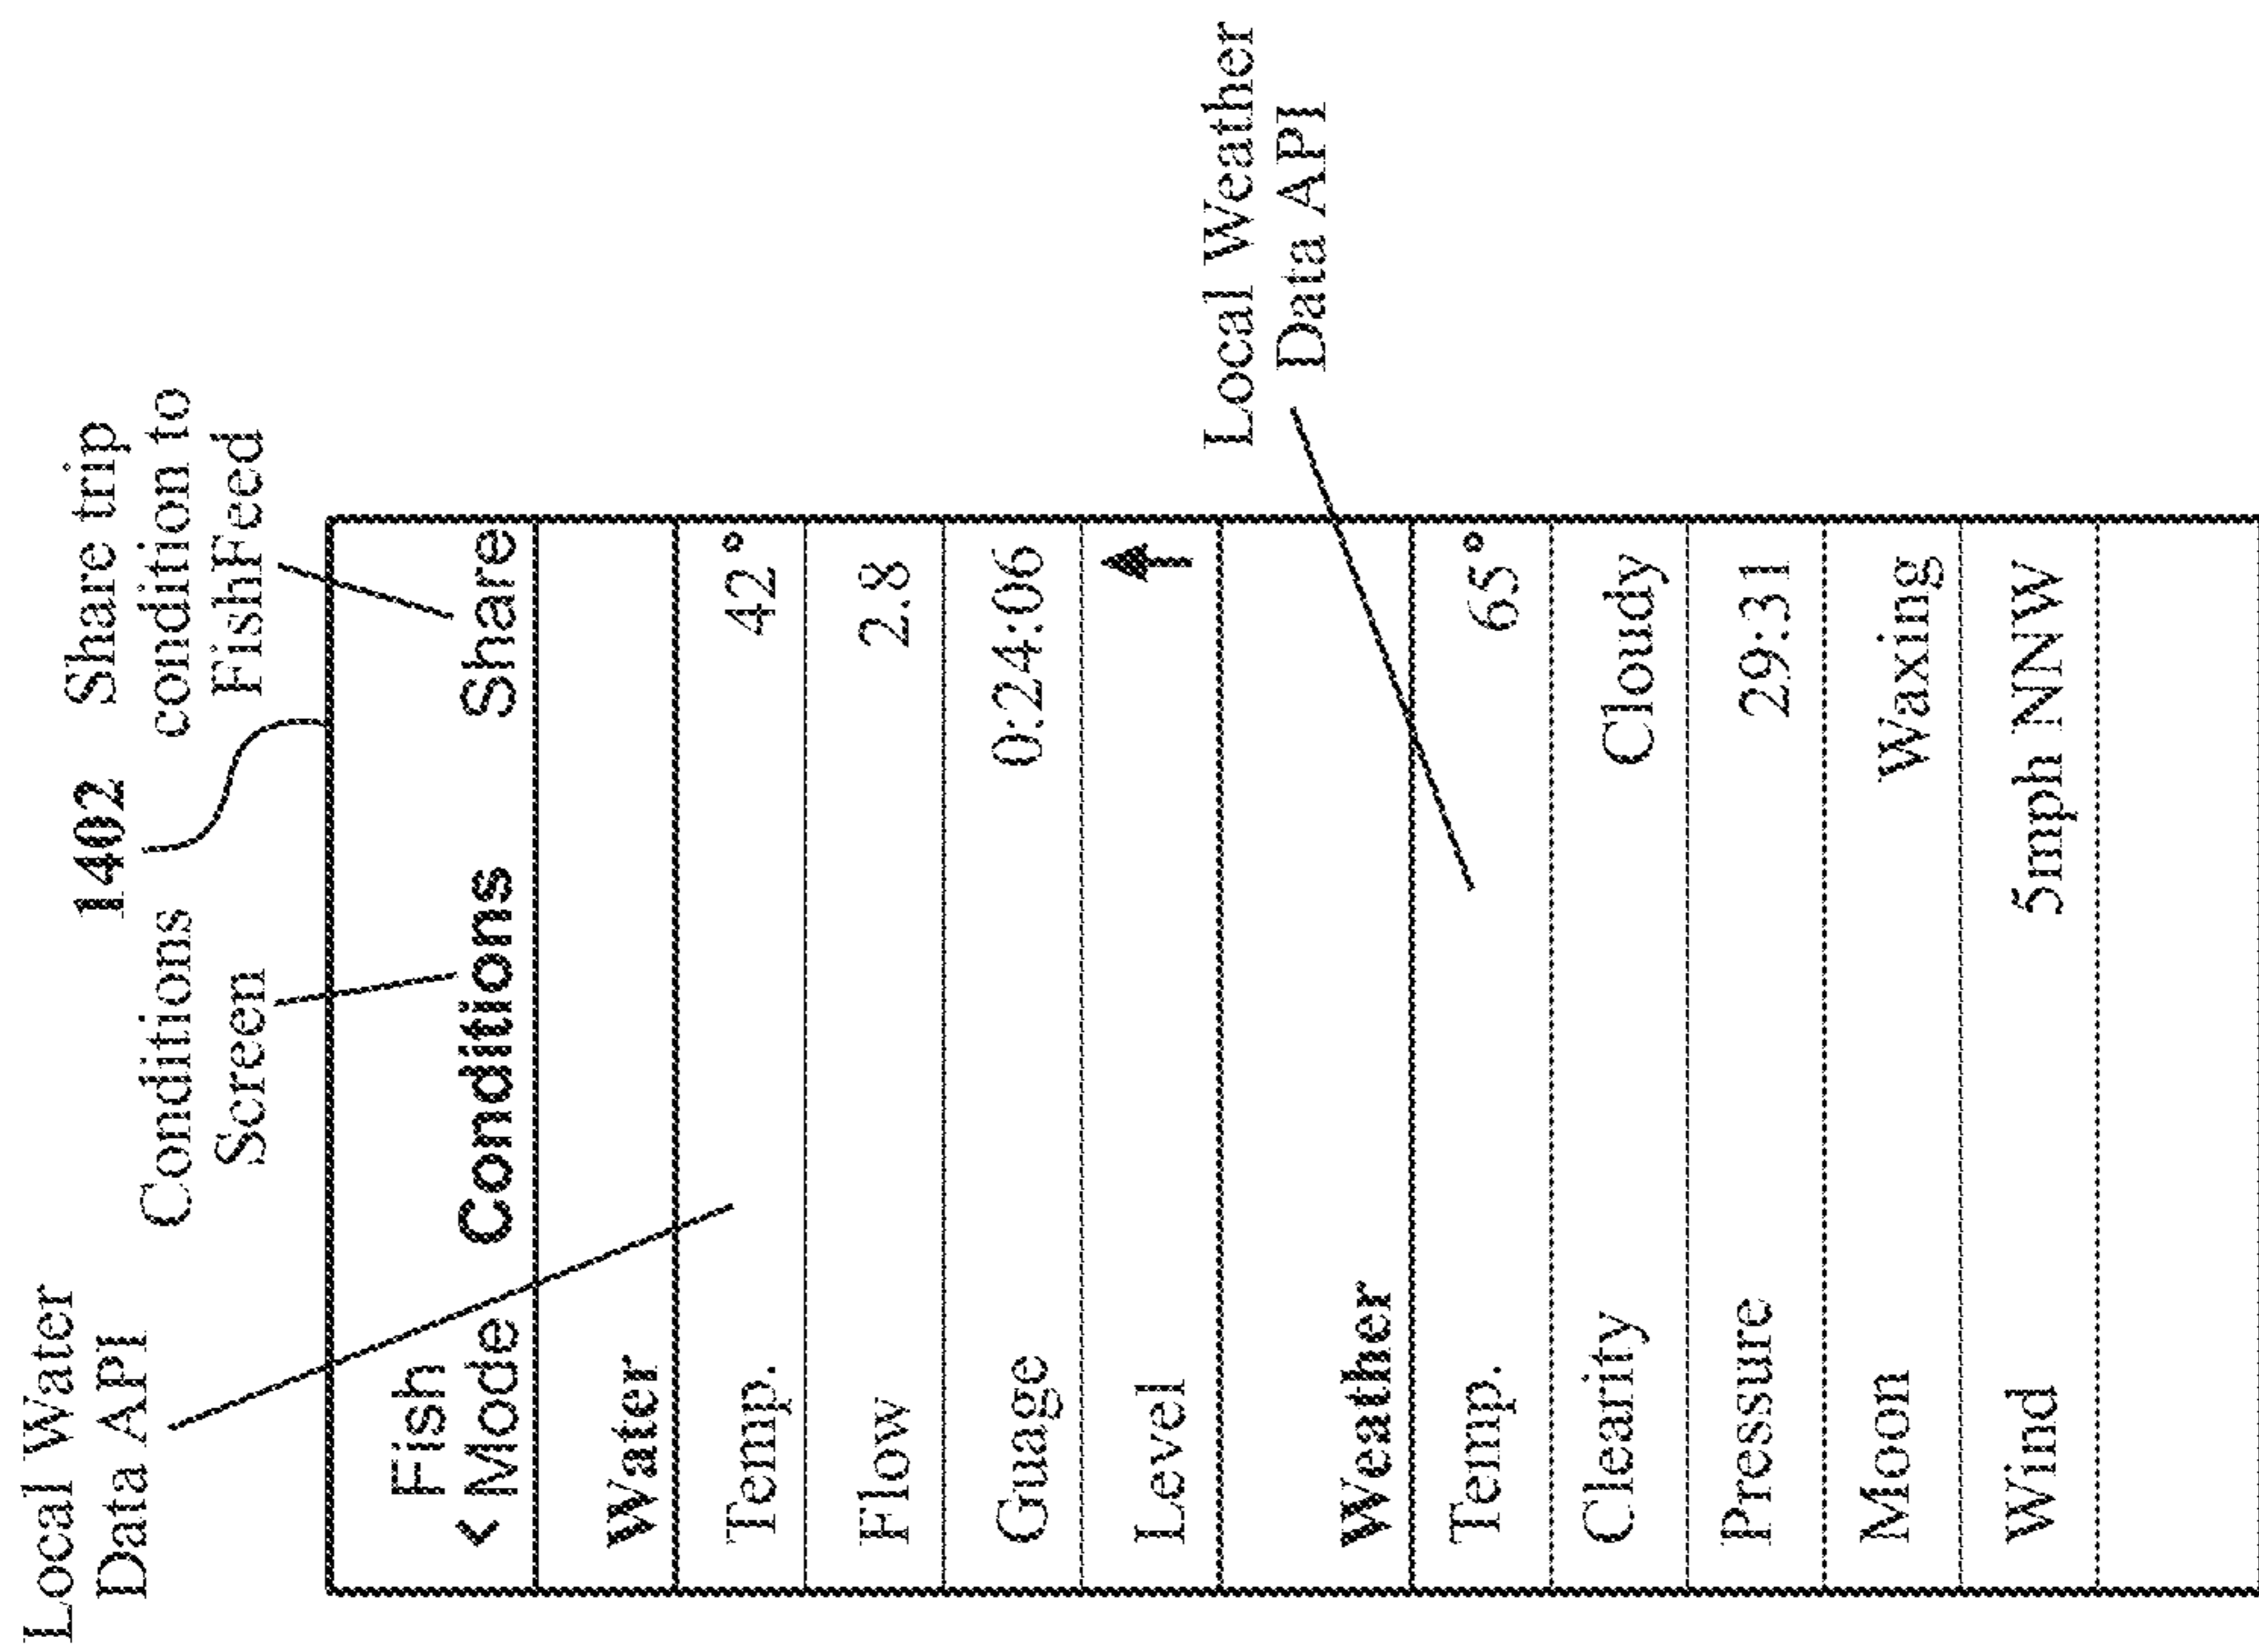 Local Water
Data API
Conditions
Screen
1402
Share trip
condition to
FishFeed
Fish
< Mode
Conditions
Share
Water
Temp. 42°
Flow 2.8
Guage 0:24:06
Level ↑
Weather
Temp. 65°
Clearity Cloudy
Pressure 29:31
Moon Waxing
Wind 5mph NNW
Local Weather
Data API